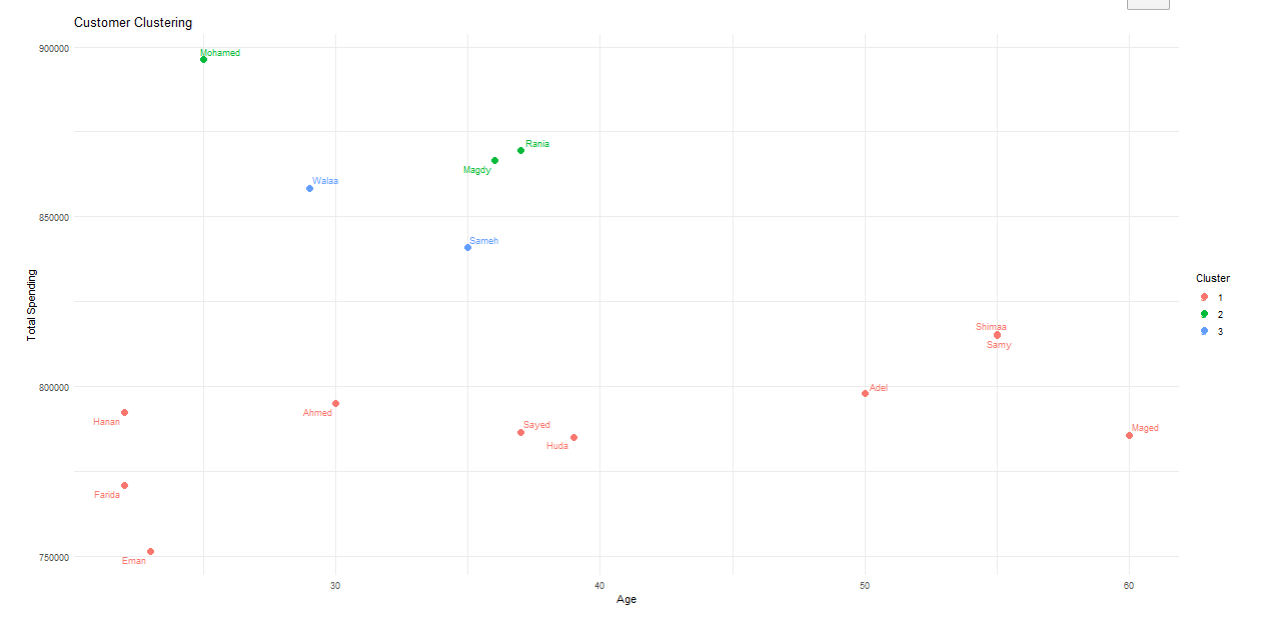 Customer Clustering
900000
850000
800000
750000
Total Spending
Mohamed
Rania
Magdy
Walaa
Sameh
Shimaa
Samy
Adel
Ahmed
Hanan
Sayed
Huda
Maged
Farida
Eman
30
40
50
60
Age
Cluster
1
2
3